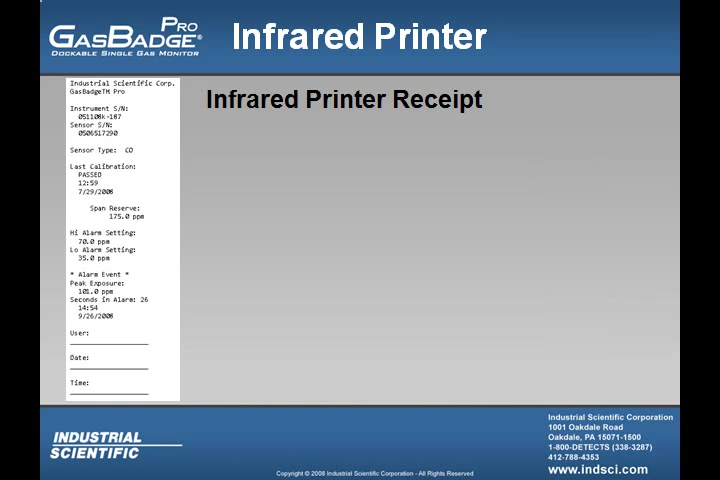 GASBADGE PRO®
DOCKABLE SINGLE GAS MONITOR
Infrared Printer
Infrared Printer Receipt
Industrial Scientific Corp.
GasBadgeTM Pro
Instrument S/N:
051108k-187
Sensor S/N:
0506517290
Sensor Type: CO
Last Calibration:
PASSED
12:59
7/29/2008
Span Reserve:
175.0 ppm
Hi Alarm Setting:
70.0 ppm
Lo Alarm Setting:
35.0 ppm
* Alarm Event *
Peak Exposure:
101.0 ppm
Seconds in Alarm: 26
14:54
9/26/2008
User:
Date:
Time:
INDUSTRIAL
SCIENTIFIC
Copyright © 2008 Industrial Scientific Corporation - All Rights Reserved
Industrial Scientific Corporation
1001 Oakdale Road
Oakdale, PA 15071-1500
1-800-DETECTS (338-3287)
412-788-4353
www.indsci.com